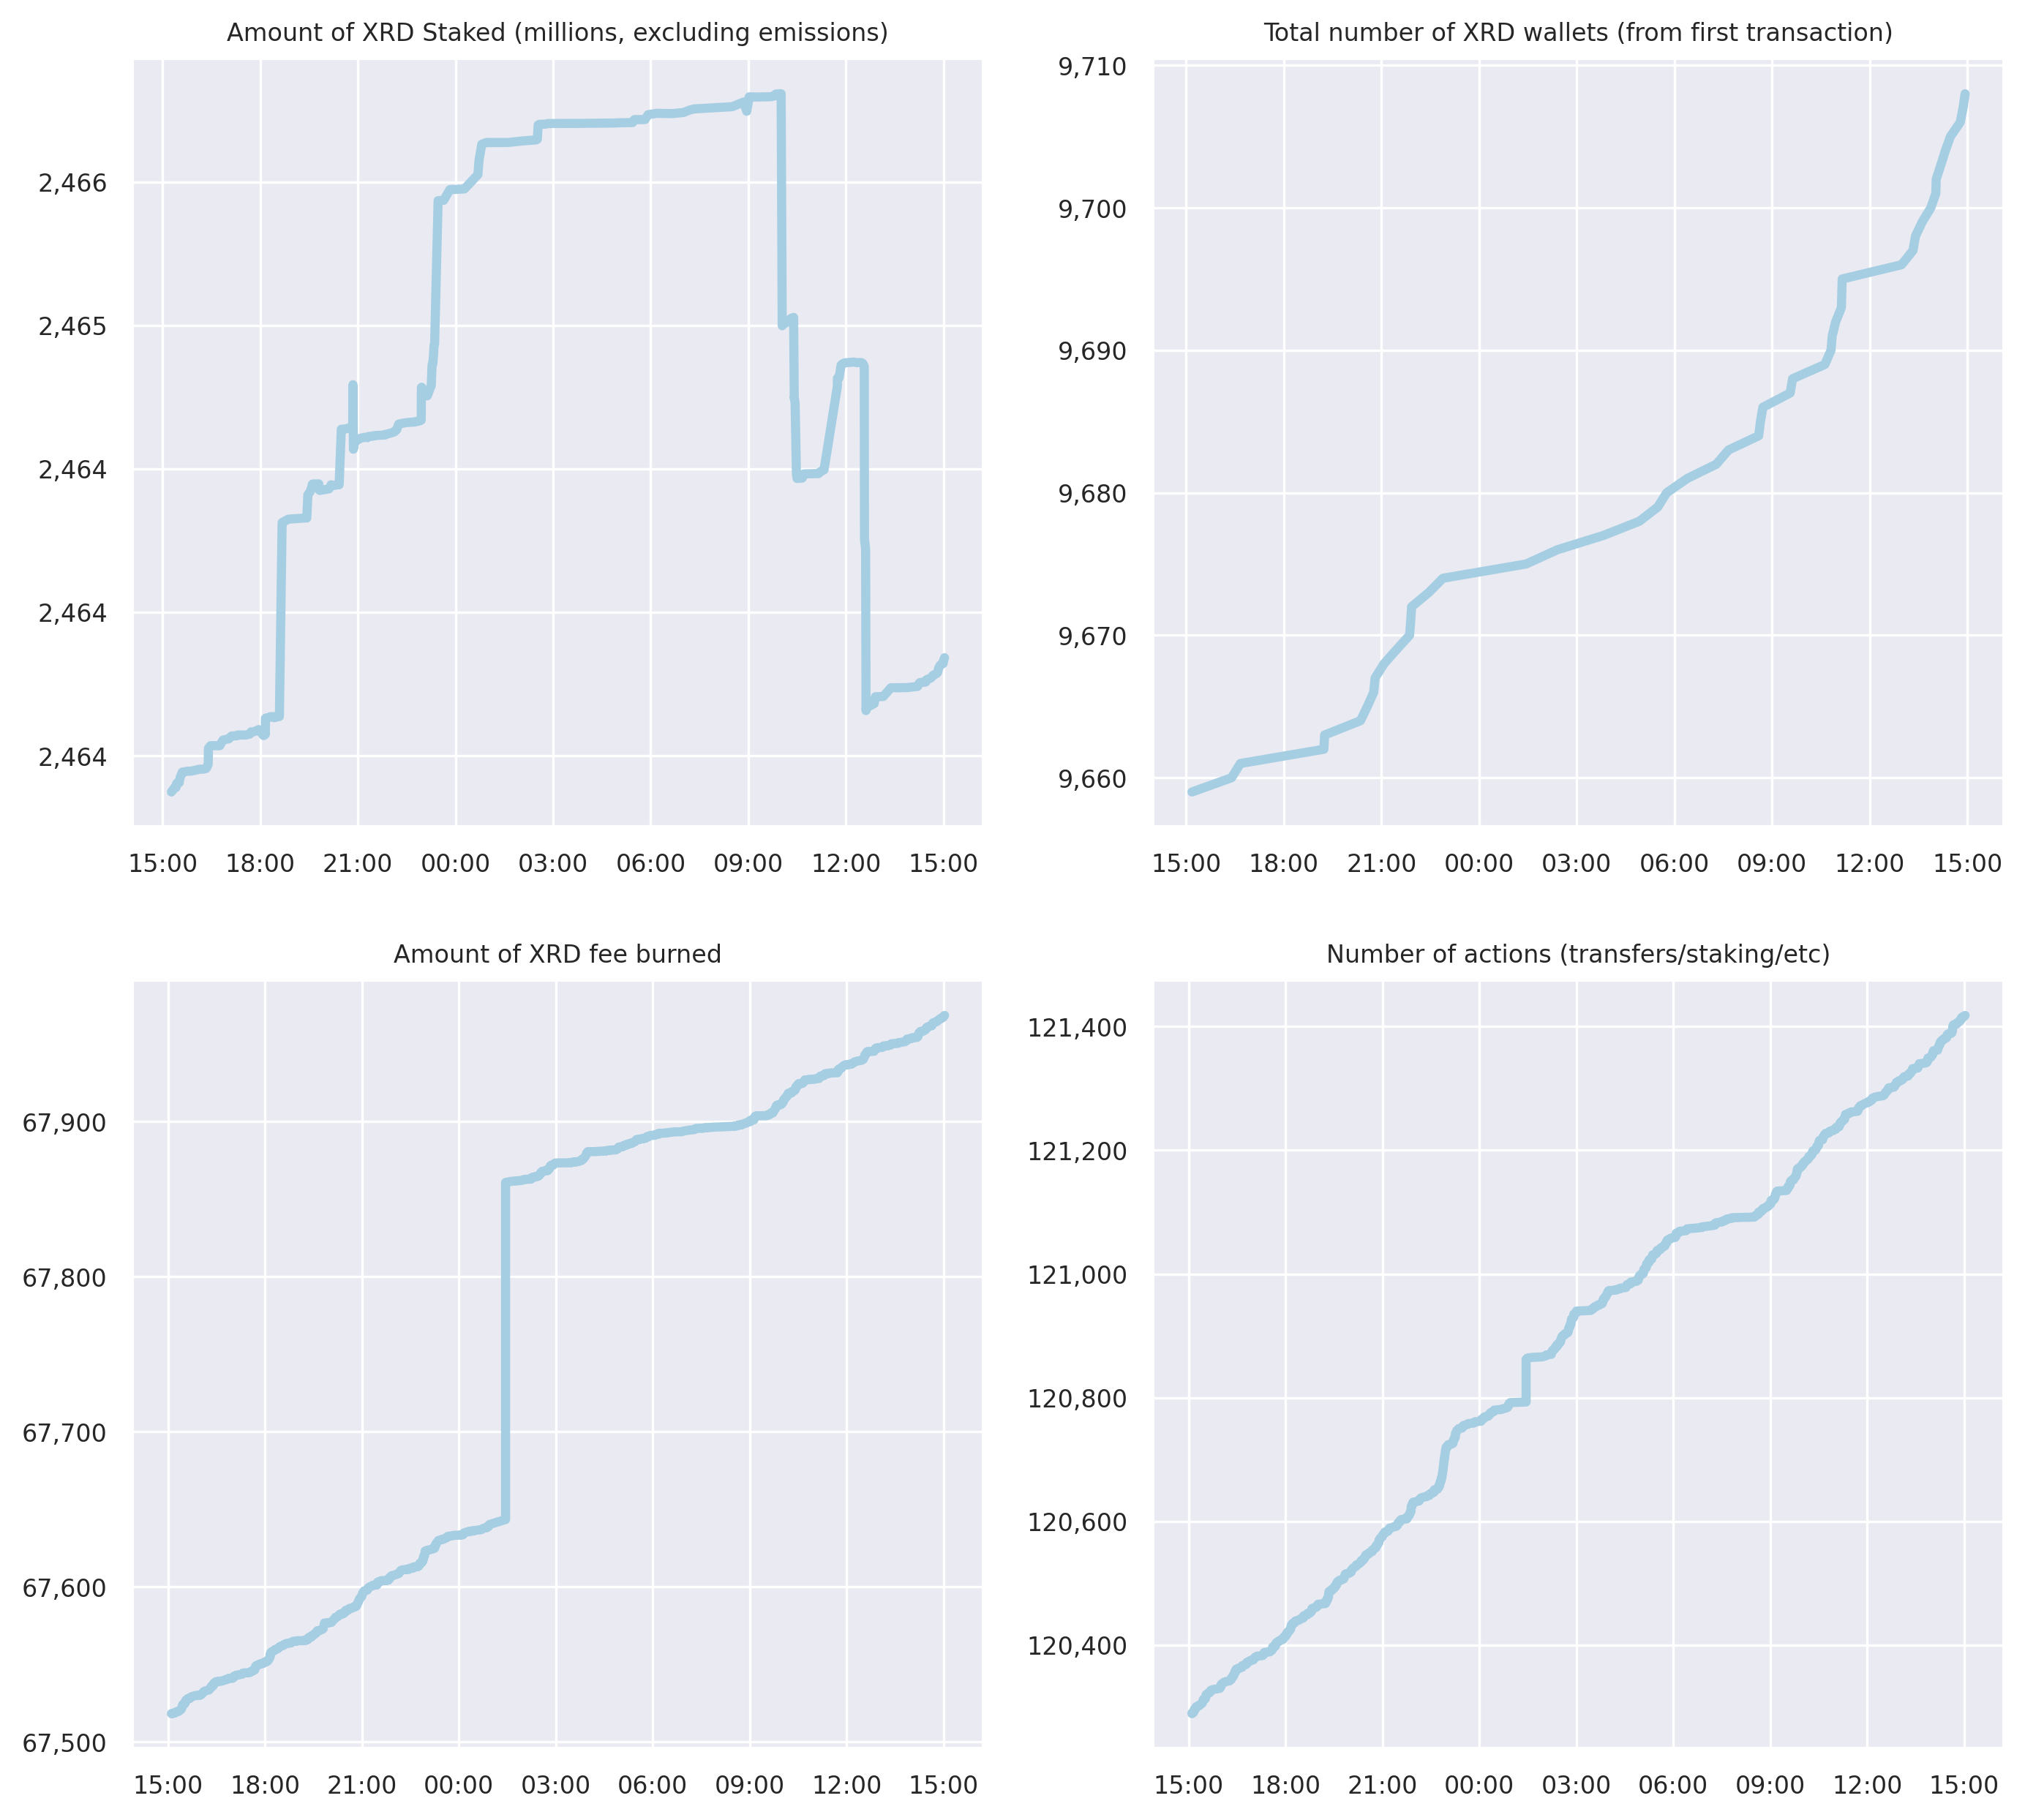 Amount of XRD Staked (millions, excluding emissions)
2,466
2,465
2,464
2,464
2,464
15:00 18:00 21:00 00:00 03:00 06:00 09:00 12:00 15:00
Total number of XRD wallets (from first transaction)
9,710
9,700
9,690
9,680
9,670
9,660
15:00 18:00 21:00 00:00 03:00 06:00 09:00 12:00 15:00
Amount of XRD fee burned
67,900
67,800
67,700
67,600
67,500
15:00 18:00 21:00 00:00 03:00 06:00 09:00 12:00 15:00
Number of actions (transfers/staking/etc)
121,400
121,200
121,000
120,800
120,600
120,400
15:00 18:00 21:00 00:00 03:00 06:00 09:00 12:00 15:00